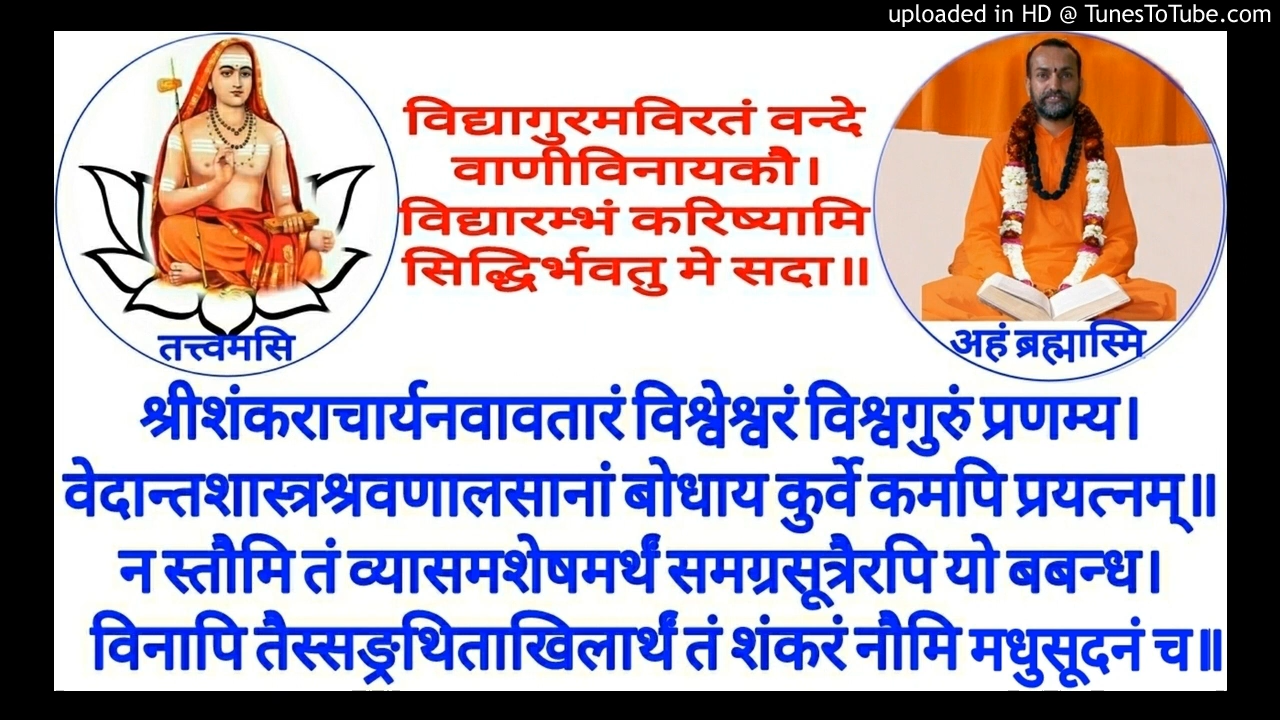 uploaded in HD @ TunesToTube.com
विद्यागुरमविरतं वन्दे
वाणीविनायकौ।
विद्यारम्भं करिष्यामि
सिद्धिर्भवतु मे सदा॥
तत्त्वमसि
अहं ब्रह्मास्मि
श्रीशंकराचार्यनवावतारं विश्वेश्वरं विश्वगुरुं प्रणम्य।
वेदान्तशास्त्रश्रवणालसानां बोधाय कुर्वे कमपि प्रयत्नम्॥
न स्तौमि तं व्यासमशेषमर्थं समग्रसूत्रैरपि यो बबन्ध।
विनापि तैस्सङ्ग्रथिताखिलार्थं तं शंकरं नौमि मधुसूदनं च॥